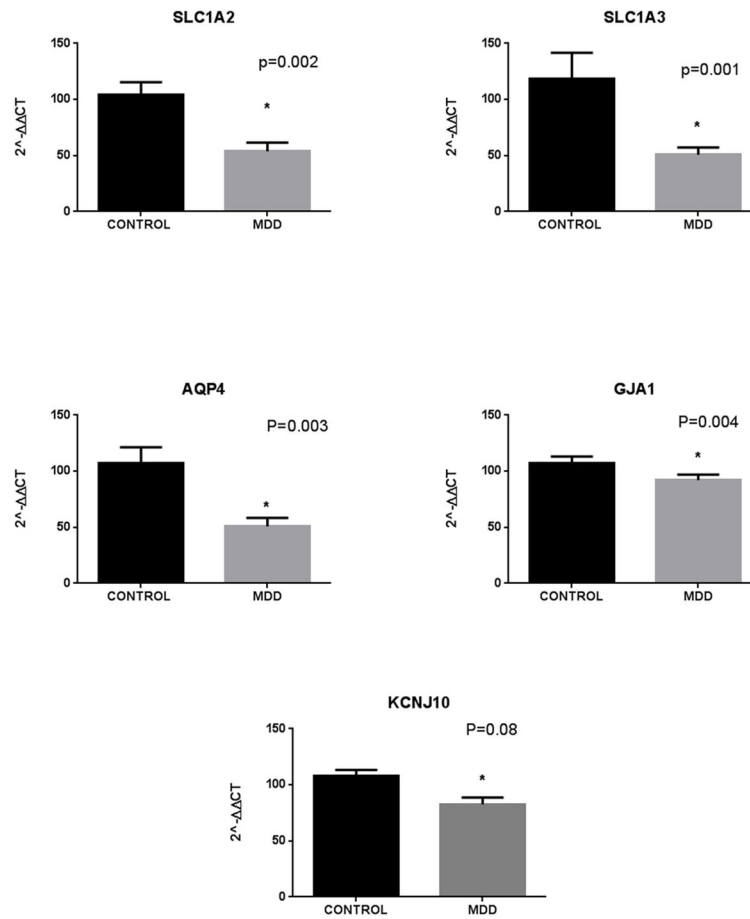 SLC1A2
150
100
50
0
2^-ΔΔCT
p=0.002
*
CONTROL
MDD
SLC1A3
150
100
50
0
2^-ΔΔCT
p=0.001
*
CONTROL
MDD
AQP4
150
100
50
0
2^-ΔΔCT
P=0.003
*
CONTROL
MDD
GJA1
150
100
50
0
2^-ΔΔCT
P=0.004
*
CONTROL
MDD
KCNJ10
150
100
50
0
2^-ΔΔCT
P=0.08
*
CONTROL
MDD